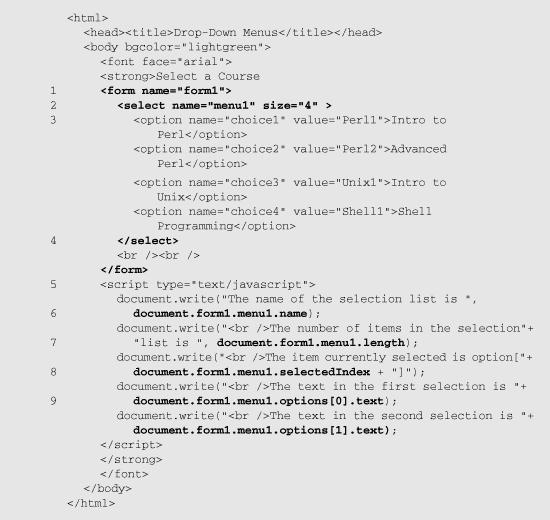 <html>
<head><title>Drop-Down Menus</title></head>
<body bgcolor="lightgreen">
<font face="arial">
<strong>Select a Course
1 <form name="form1">
2 <select name="menu1" size="4" >
3 <option name="choice1" value="Perl1">Intro to
Perl</option>
<option name="choice2" value="Perl2">Advanced
Perl</option>
<option name="choice3" value="Unix1">Intro to
Unix</option>
<option name="choice4" value="Shell1">Shell
Programming</option>
4 </select>
<br /><br />
</form>
5 <script type="text/javascript">
document.write("The name of the selection list is ",
6 document.form1.menu1.name);
document.write("<br />The number of items in the selection"+
7 "list is ", document.form1.menu1.length);
document.write("<br />The item currently selected is option["+
8 document.form1.menu1.selectedIndex + "]");
document.write("<br />The text in the first selection is "+
9 document.form1.menu1.options[0].text);
document.write("<br />The text in the second selection is "+
document.form1.menu1.options[1].text);
</script>
</strong>
</font>
</body>
</html>